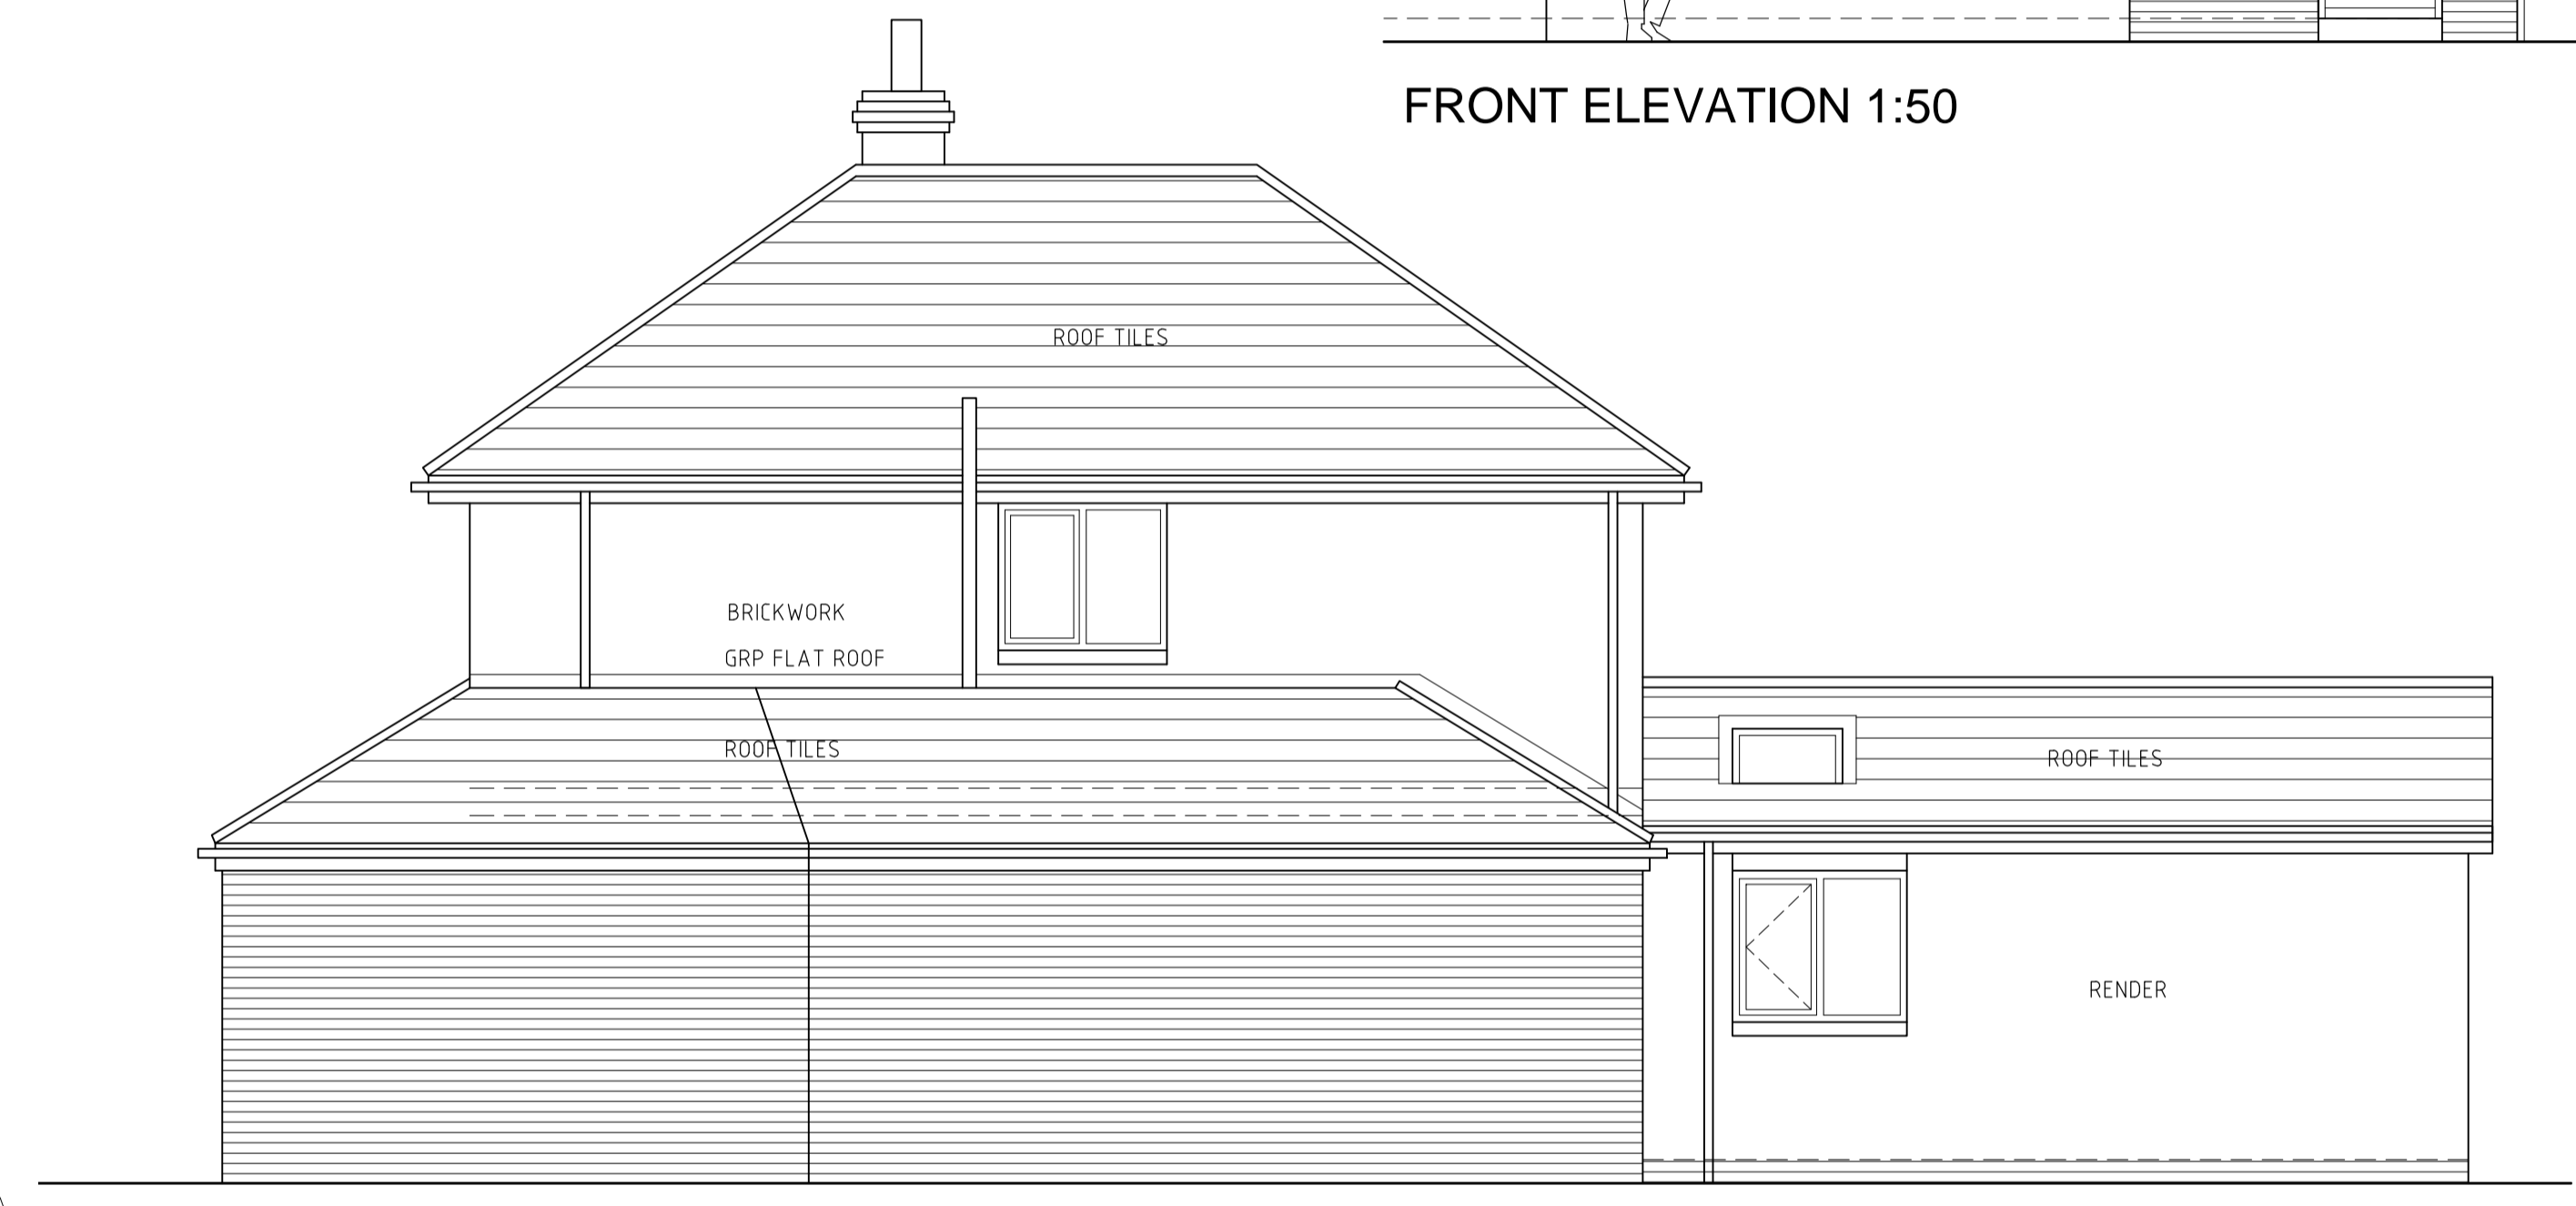 FRONT ELEVATION 1:50
ROOF TILES
BRICKWORK
GRP FLAT ROOF
ROOF TILES
ROOF TILES
RENDER